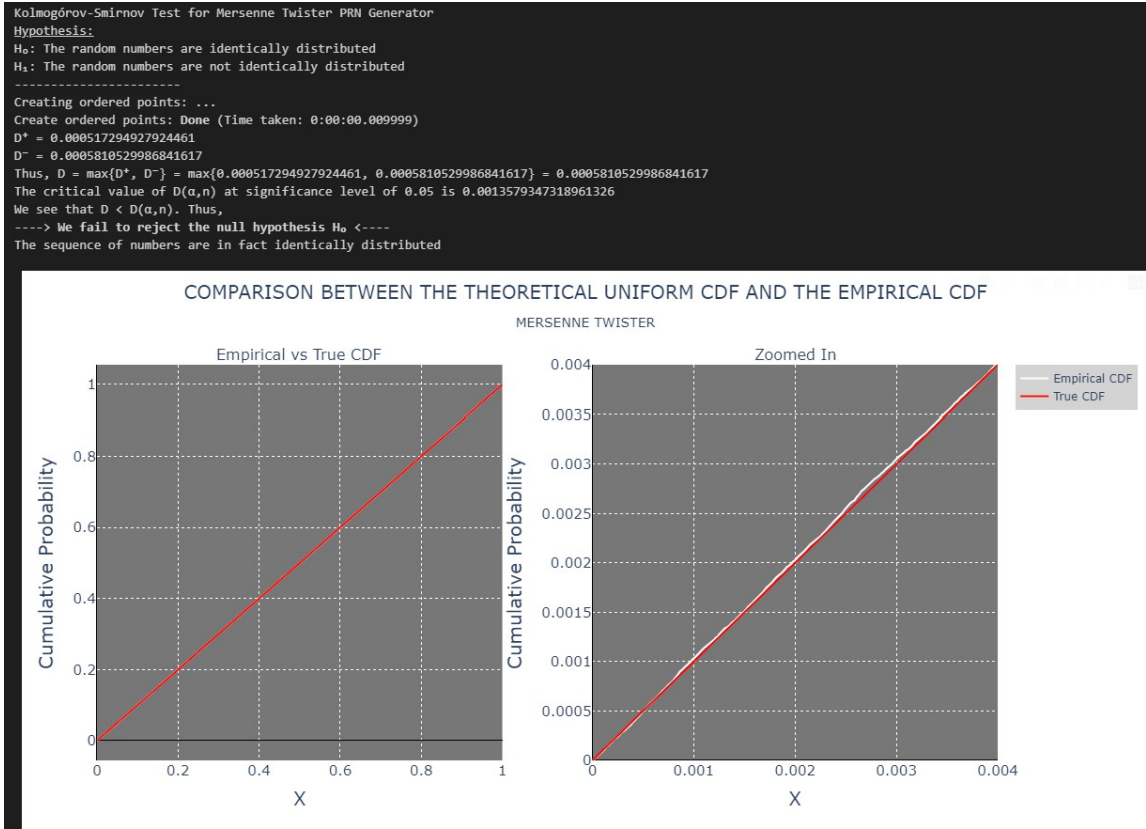 Kolmogórov-Smirnov Test for Mersenne Twister PRN Generator
Hypothesis:
H₀: The random numbers are identically distributed
H₁: The random numbers are not identically distributed
------------------------
Creating ordered points: ...
Create ordered points: Done (Time taken: 0:00:00.009999)
D⁺ = 0.000517294927924461
D⁻ = 0.0005810529986841617
Thus, D = max{D⁺, D⁻} = max{0.000517294927924461, 0.0005810529986841617} = 0.0005810529986841617
The critical value of D(α,n) at significance level of 0.05 is 0.0013579347318961326
We see that D < D(α,n). Thus,
----> We fail to reject the null hypothesis H₀ <----
The sequence of numbers are in fact identically distributed
COMPARISON BETWEEN THE THEORETICAL UNIFORM CDF AND THE EMPIRICAL CDF
MERSENNE TWISTER
Empirical vs True CDF
Cumulative Probability
1
0.8
0.6
0.4
0.2
0
0 0.2 0.4 0.6 0.8 1
X
Zoomed In
Cumulative Probability
0.004
0.0035
0.003
0.0025
0.002
0.0015
0.001
0.0005
0
0 0.001 0.002 0.003 0.004
X
Empirical CDF
True CDF